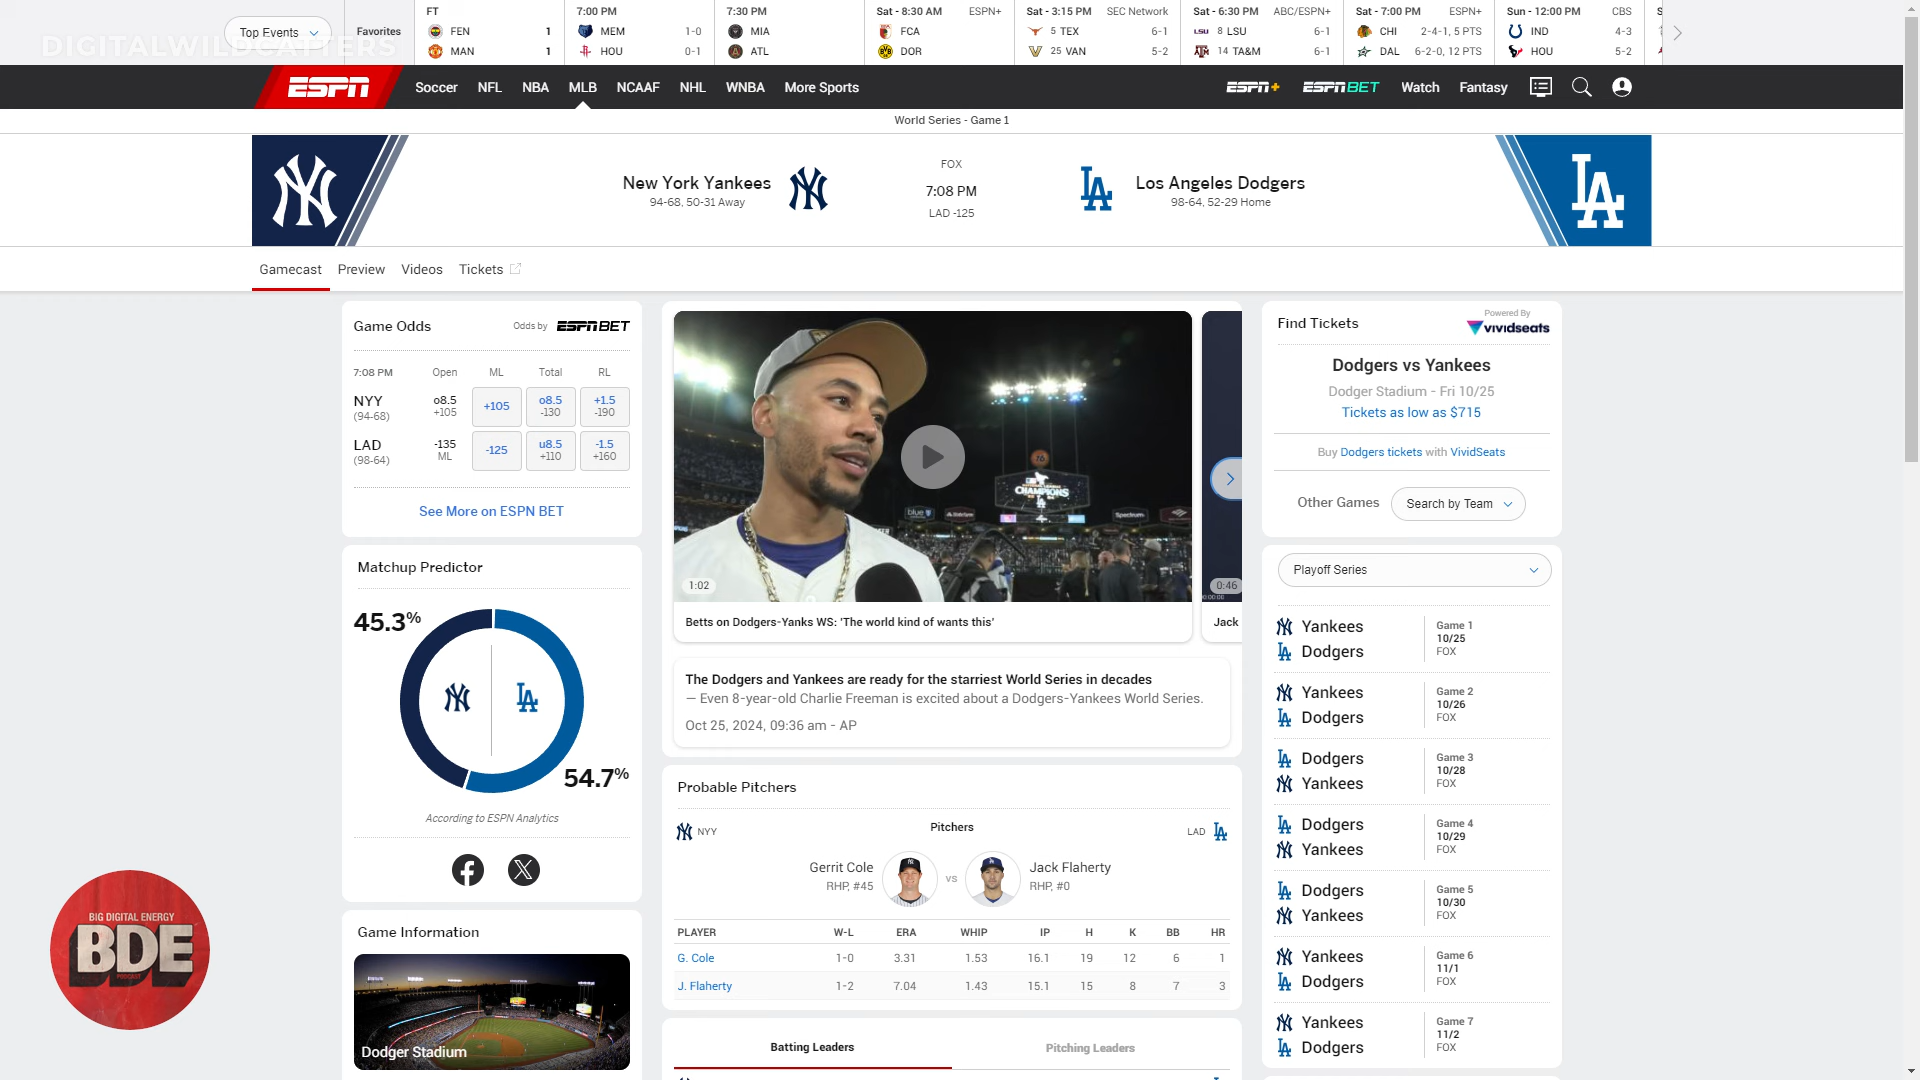 DIGITALWILDCATTERS
Top Events
Favorites
FT
FEN 1
MAN 1
7:00 PM
MEM 1-0
HOU 0-1
7:30 PM
MIA
ATL
Sat - 8:30 AM ESPN+
FCA
DOR
Sat - 3:15 PM SEC Network
5 TEX 6-1
25 VAN 5-2
Sat - 6:30 PM ABC/ESPN+
LSU 8 LSU 6-1
14 TA&M 6-1
Sat - 7:00 PM ESPN+
CHI 2-4-1, 5 PTS
DAL 6-2-0, 12 PTS
Sun - 12:00 PM CBS
IND 4-3
HOU 5-2
ESPN Soccer NFL NBA MLB NCAAF NHL WNBA More Sports ESPN+ ESPN BET Watch Fantasy
World Series - Game 1
New York Yankees
94-68, 50-31 Away
FOX
7:08 PM
LAD -125
Los Angeles Dodgers
98-64, 52-29 Home
Gamecast Preview Videos Tickets
Game Odds Odds by ESPN BET
7:08 PM Open ML Total RL
NYY o8.5 +105 o8.5 +1.5
(94-68) +105 -130 -190
LAD -135 -125 u8.5 -1.5
(98-64) ML +110 +160
See More on ESPN BET
Matchup Predictor
45.3%
54.7%
According to ESPN Analytics
Game Information
Dodger Stadium
CHAMPIONS
blue
Spectrum
1:02
0:46
Betts on Dodgers-Yanks WS: 'The world kind of wants this'
Jack
The Dodgers and Yankees are ready for the starriest World Series in decades
— Even 8-year-old Charlie Freeman is excited about a Dodgers-Yankees World Series.
Oct 25, 2024, 09:36 am - AP
Probable Pitchers
NYY Pitchers LAD
Gerrit Cole
RHP, #45
vs
Jack Flaherty
RHP, #0
PLAYER W-L ERA WHIP IP H K BB HR
G. Cole 1-0 3.31 1.53 16.1 19 12 6 1
J. Flaherty 1-2 7.04 1.43 15.1 15 8 7 3
Batting Leaders Pitching Leaders
Find Tickets Powered By
vividseats
Dodgers vs Yankees
Dodger Stadium - Fri 10/25
Tickets as low as $715
Buy Dodgers tickets with VividSeats
Other Games Search by Team
Playoff Series
Yankees Game 1
10/25
Dodgers FOX
Yankees Game 2
10/26
Dodgers FOX
Dodgers Game 3
10/28
Yankees FOX
Dodgers Game 4
10/29
Yankees FOX
Dodgers Game 5
10/30
Yankees FOX
Yankees Game 6
11/1
Dodgers FOX
Yankees Game 7
11/2
Dodgers FOX
BIG DIGITAL ENERGY
BDE
PODCAST